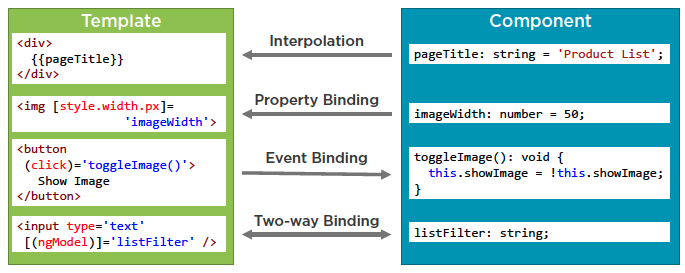 Template
Component
<div>
{{pageTitle}}
</div>
Interpolation
pageTitle: string = 'Product List';
<img [style.width.px]=
'imageWidth'>
Property Binding
imageWidth: number = 50;
<button
(click)='toggleImage()'>
Show Image
</button>
Event Binding
toggleImage(): void {
this.showImage = !this.showImage;
}
<input type='text'
[(ngModel)]='listFilter' />
Two-way Binding
listFilter: string;